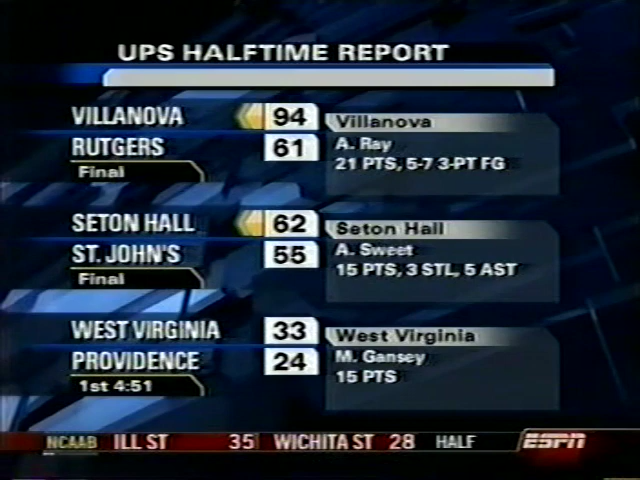 UPS HALFTIME REPORT
VILLANOVA 94
RUTGERS 61
Final
Villanova
A. Ray
21 PTS, 5-7 3-PT FG
SETON HALL 62
ST. JOHN'S 55
Final
Seton Hall
A. Sweet
15 PTS, 3 STL, 5 AST
WEST VIRGINIA 33
PROVIDENCE 24
1st 4:51
West Virginia
M. Gansey
15 PTS
NCAAB ILL ST 35 WICHITA ST 28 HALF ESPN